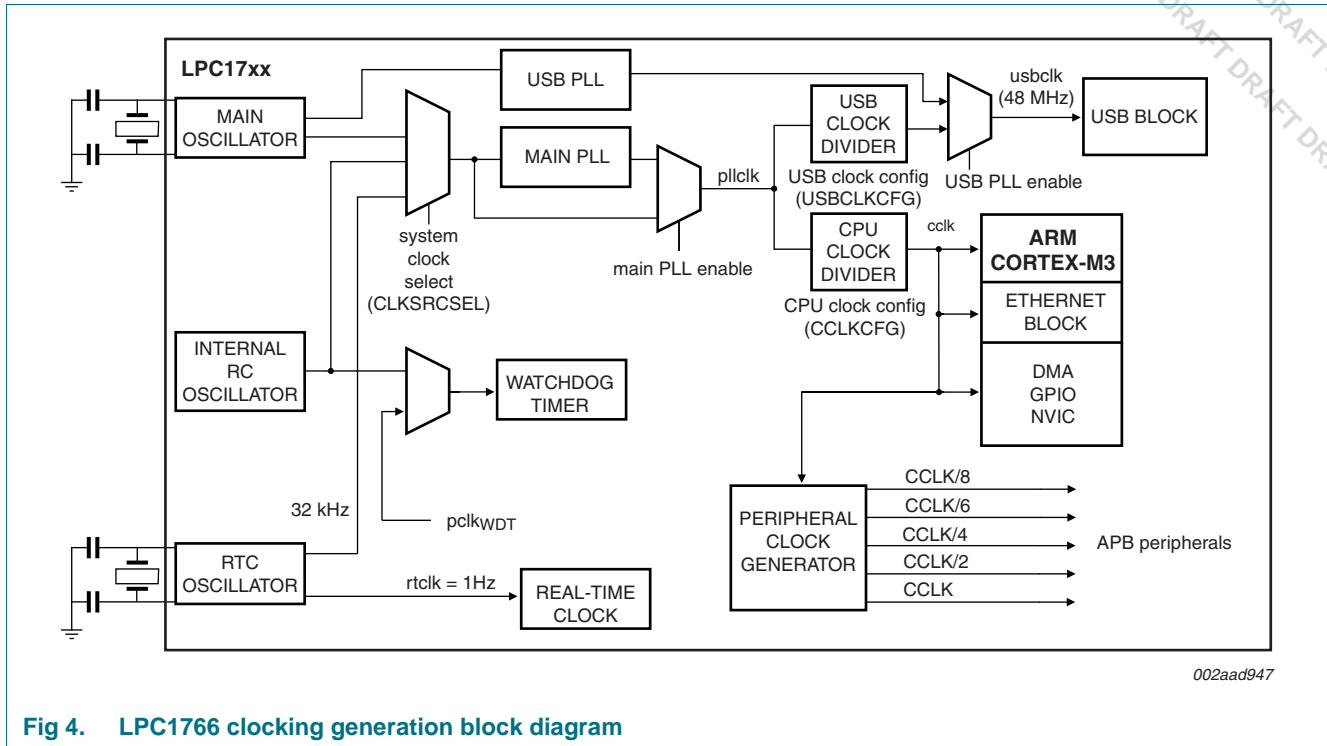 DRAFT DRAFT DRAFT DR
LPC17xx
MAIN
OSCILLATOR
USB PLL
MAIN PLL
USB
CLOCK
DIVIDER
usbclk
(48 MHz)
USB BLOCK
pllclk
USB clock config
(USBCLKCFG)
USB PLL enable
system
clock
select
(CLKSRCSEL)
main PLL enable
CPU
CLOCK
DIVIDER
cclk
CPU clock config
(CCLKCFG)
ARM
CORTEX-M3
ETHERNET
BLOCK
DMA
GPIO
NVIC
INTERNAL
RC
OSCILLATOR
WATCHDOG
TIMER
32 kHz
pclkWDT
RTC
OSCILLATOR
rtclk = 1Hz
REAL-TIME
CLOCK
PERIPHERAL
CLOCK
GENERATOR
CCLK/8
CCLK/6
CCLK/4
CCLK/2
CCLK
APB peripherals
002aad947
Fig 4. LPC1766 clocking generation block diagram